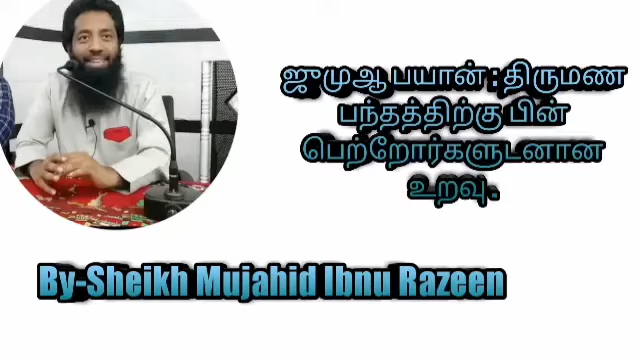 ஜுமுஆ பயான் : திருமண
பந்தத்திற்கு பின்
பெற்றோர்களுடனான
உறவு .
By-Sheikh Mujahid Ibnu Razeen